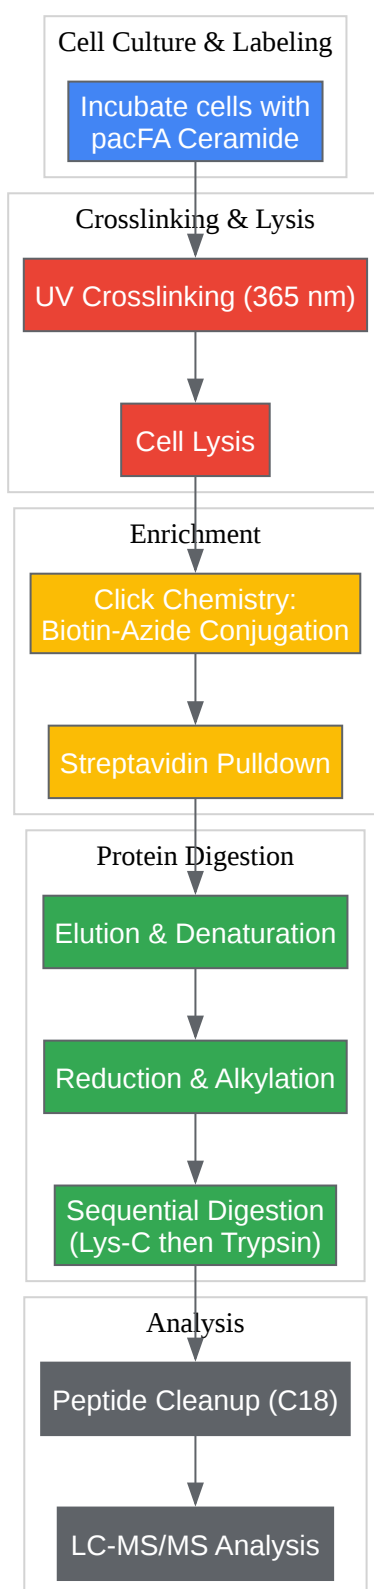 Cell Culture & Labeling
Incubate cells with
pacFA Ceramide
Crosslinking & Lysis
UV Crosslinking (365 nm)
Cell Lysis
Enrichment
Click Chemistry:
Biotin-Azide Conjugation
Streptavidin Pulldown
Protein Digestion
Elution & Denaturation
Reduction & Alkylation
Sequential Digestion
(Lys-C then Trypsin)
Analysis
Peptide Cleanup (C18)
LC-MS/MS Analysis